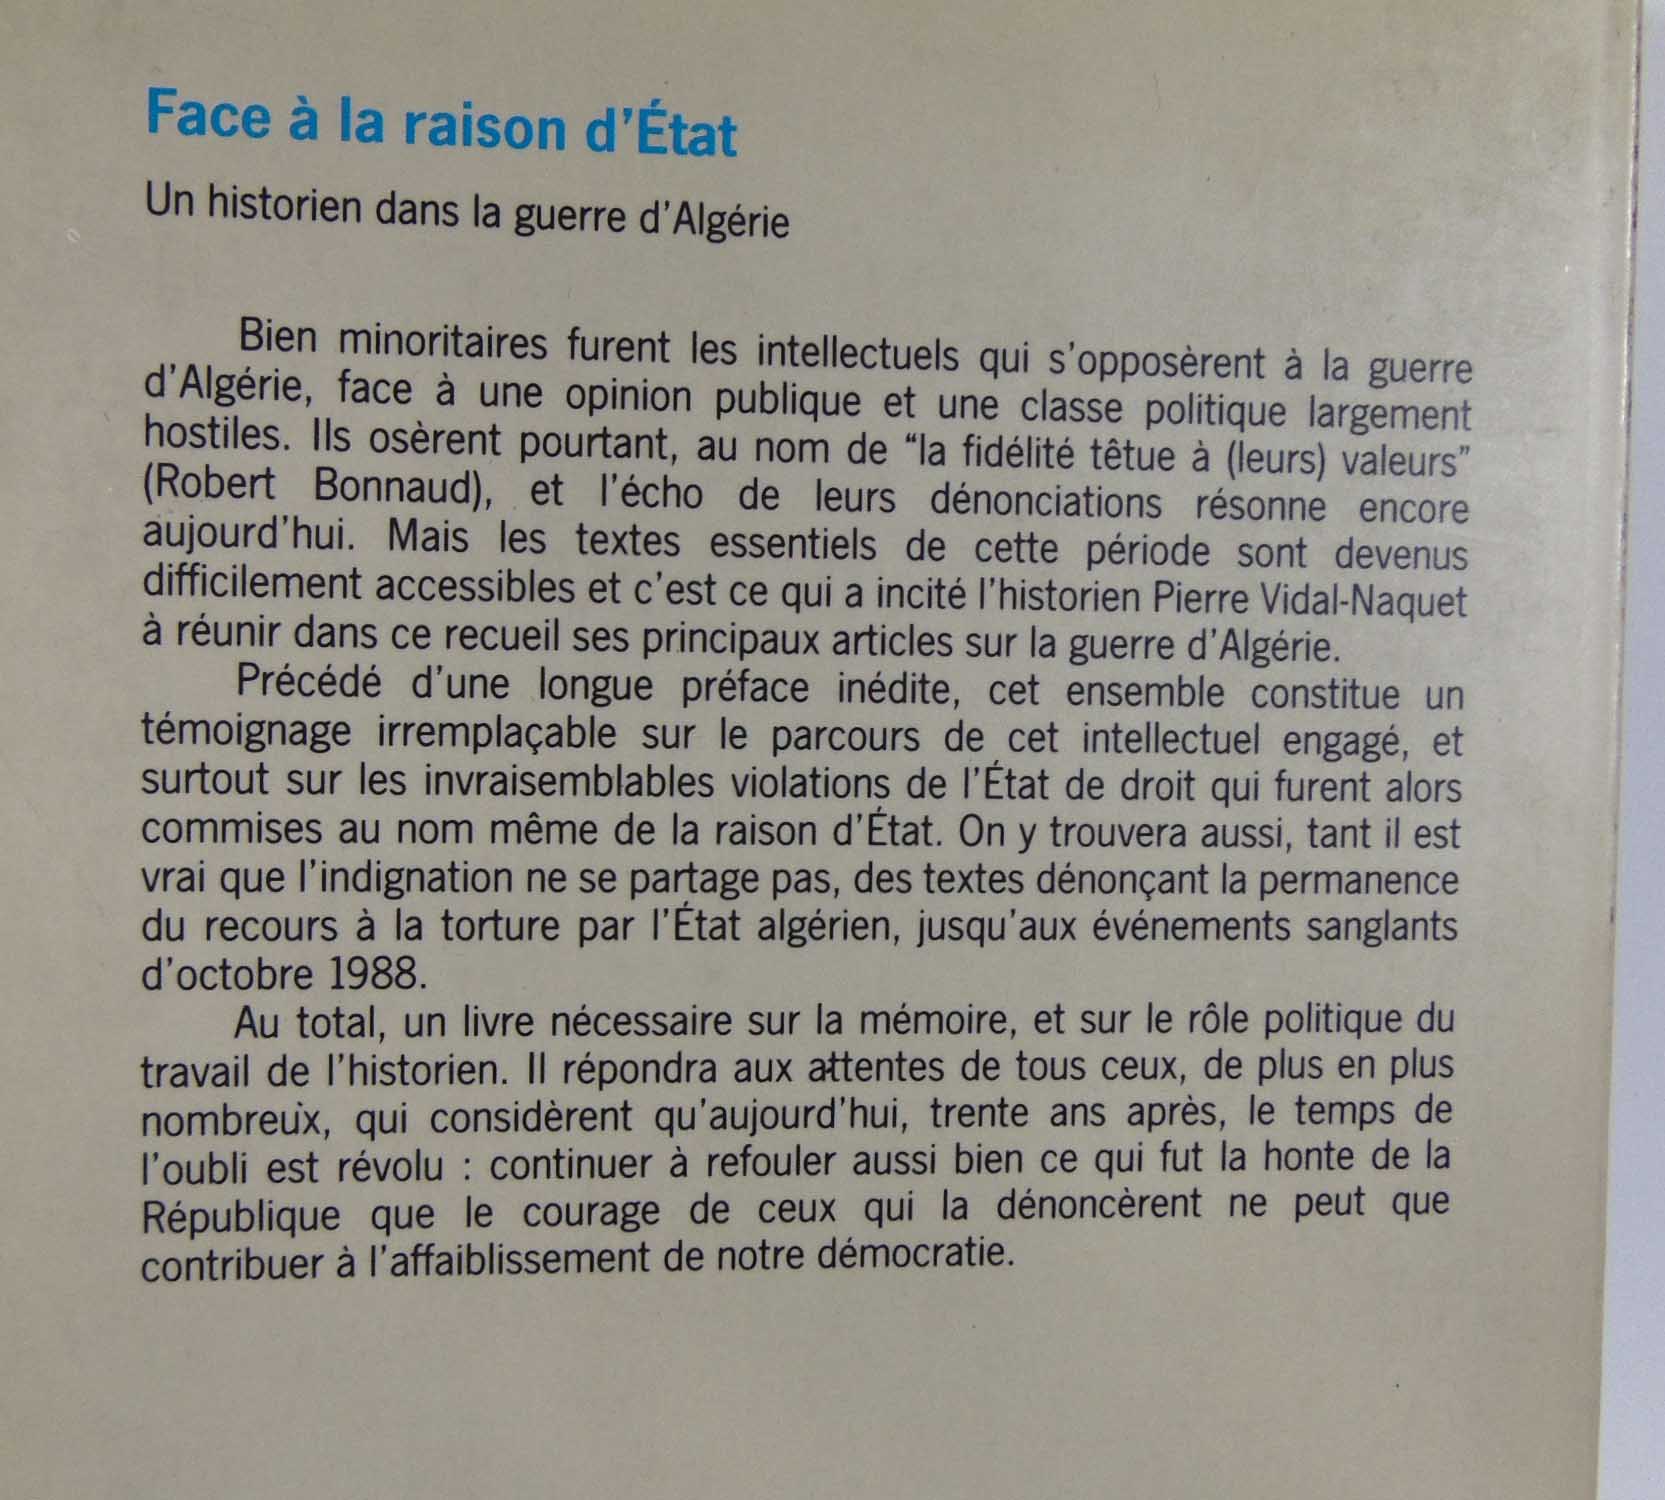 Face à la raison d'État
Un historien dans la guerre d'Algérie
Bien minoritaires furent les intellectuels qui s'opposèrent à la guerre
d'Algérie, face à une opinion publique et une classe politique largement
hostiles. Ils osèrent pourtant, au nom de “la fidélité têtue à (leurs) valeurs”
(Robert Bonnaud), et l'écho de leurs dénonciations résonne encore
aujourd'hui. Mais les textes essentiels de cette période sont devenus
difficilement accessibles et c'est ce qui a incité l'historien Pierre Vidal-Naquet
à réunir dans ce recueil ses principaux articles sur la guerre d'Algérie.
Précédé d'une longue préface inédite, cet ensemble constitue un
témoignage irremplaçable sur le parcours de cet intellectuel engagé, et
surtout sur les invraisemblables violations de l'État de droit qui furent alors
commises au nom même de la raison d'État. On y trouvera aussi, tant il est
vrai que l'indignation ne se partage pas, des textes dénonçant la permanence
du recours à la torture par l'État algérien, jusqu'aux événements sanglants
d'octobre 1988.
Au total, un livre nécessaire sur la mémoire, et sur le rôle politique du
travail de l'historien. Il répondra aux attentes de tous ceux, de plus en plus
nombreux, qui considèrent qu'aujourd'hui, trente ans après, le temps de
l'oubli est révolu : continuer à refouler aussi bien ce qui fut la honte de la
République que le courage de ceux qui la dénoncèrent ne peut que
contribuer à l'affaiblissement de notre démocratie.